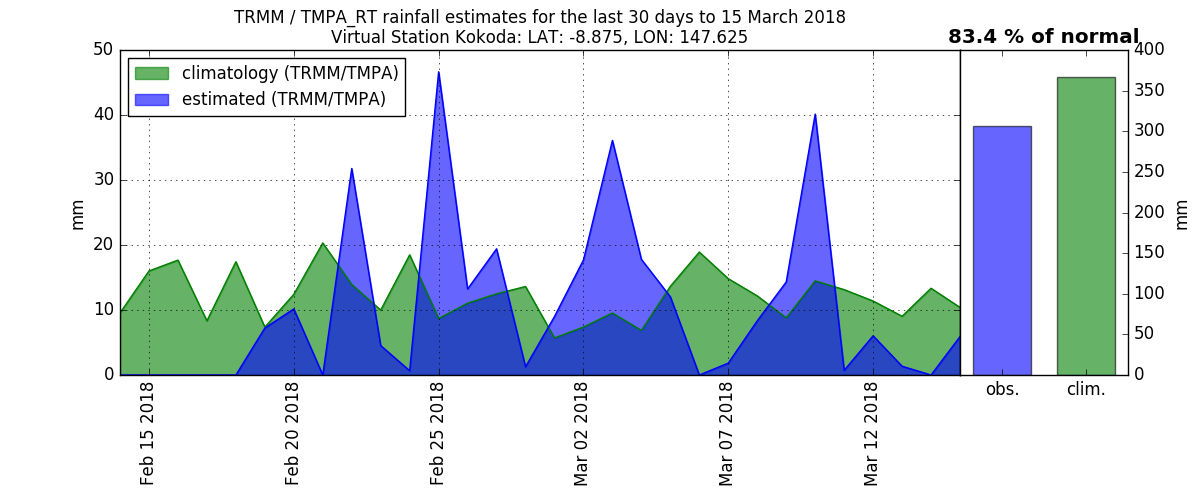 TRMM / TMPA_RT rainfall estimates for the last 30 days to 15 March 2018
Virtual Station Kokoda: LAT: -8.875, LON: 147.625
83.4 % of normal
climatology (TRMM/TMPA)
estimated (TRMM/TMPA)
50
40
30
20
10
0
mm
Feb 15 2018
Feb 20 2018
Feb 25 2018
Mar 02 2018
Mar 07 2018
Mar 12 2018
400
350
300
250
200
150
100
50
0
mm
obs.
clim.